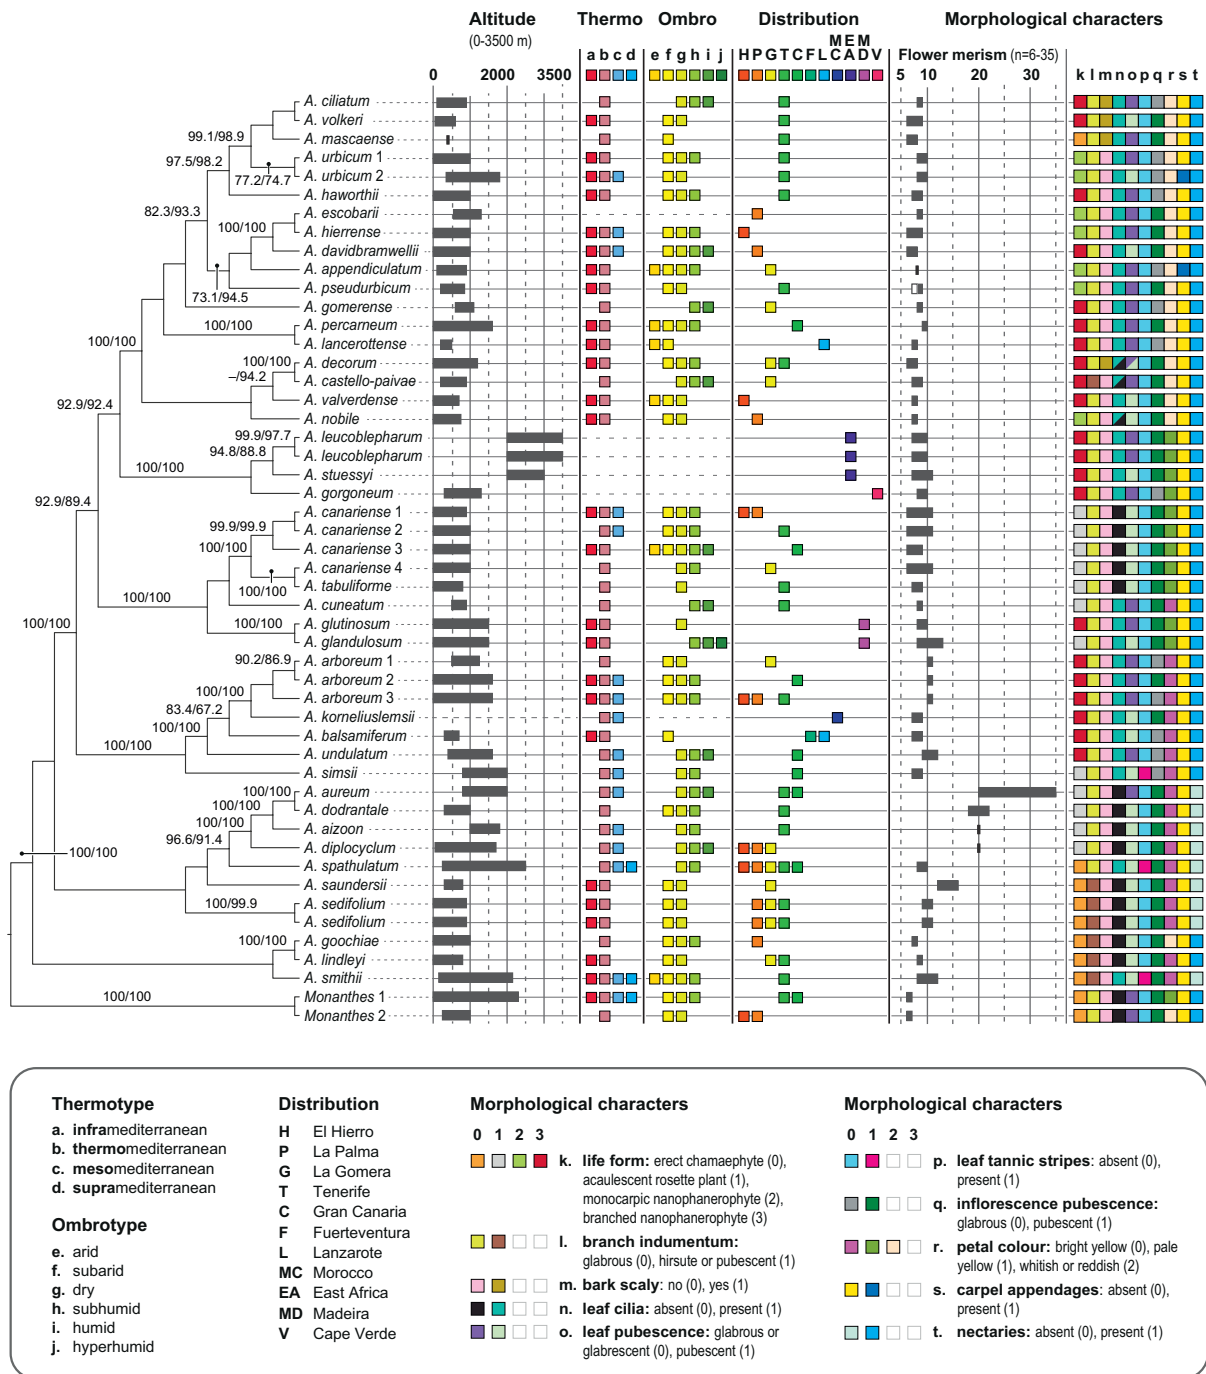 Altitude Thermo Ombro Distribution Morphological characters
(0-3500 m)
M E M
a b c d e f g h i j H P G T C F L C A D V Flower merism (n=6-35)
0 2000 3500 5 10 20 30 k l m n o p q r s t
A. ciliatum
A. volkeri
99.1/98.9
A. mascaense
97.5/98.2
A. urbicum 1
A. urbicum 2
77.2/74.7
A. haworthii
82.3/93.3
A. escobarii
100/100
A. hierrense
A. davidbramwellii
A. appendiculatum
A. pseudurbicum
73.1/94.5
A. gomerense
100/100
A. percarneum
A. lancerottense
100/100
100/100
A. decorum
–/94.2
A. castello-paivae
A. valverdense
92.9/92.4
A. nobile
99.9/97.7
A. leucoblepharum
94.8/88.8
A. leucoblepharum
100/100
A. stuessyi
A. gorgoneum
92.9/89.4
A. canariense 1
99.9/99.9
A. canariense 2
100/100
A. canariense 3
A. canariense 4
A. tabuliforme
100/100
100/100
A. cuneatum
100/100
100/100
A. glutinosum
A. glandulosum
90.2/86.9
A. arboreum 1
A. arboreum 2
100/100
A. arboreum 3
83.4/67.2
A. korneliuslemsii
100/100
A. balsamiferum
100/100
A. undulatum
A. simsii
100/100
A. aureum
100/100
A. dodrantale
100/100
A. aizoon
96.6/91.4
A. diplocyclum
100/100
A. spathulatum
A. saundersii
100/99.9
A. sedifolium
A. sedifolium
100/100
A. goochiae
A. lindleyi
A. smithii
100/100
Monanthes 1
Monanthes 2
Thermotype
a. inframediterranean
b. thermomediterranean
c. mesomediterranean
d. supramediterranean
Ombrotype
e. arid
f. subarid
g. dry
h. subhumid
i. humid
j. hyperhumid
Distribution
H El Hierro
P La Palma
G La Gomera
T Tenerife
C Gran Canaria
F Fuerteventura
L Lanzarote
MC Morocco
EA East Africa
MD Madeira
V Cape Verde
Morphological characters
0 1 2 3
k. life form: erect chamaephyte (0),
acaulescent rosette plant (1),
monocarpic nanophanerophyte (2),
branched nanophanerophyte (3)
l. branch indumentum:
glabrous (0), hirsute or pubescent (1)
m. bark scaly: no (0), yes (1)
n. leaf cilia: absent (0), present (1)
o. leaf pubescence: glabrous or
glabrescent (0), pubescent (1)
Morphological characters
0 1 2 3
p. leaf tannic stripes: absent (0),
present (1)
q. inflorescence pubescence:
glabrous (0), pubescent (1)
r. petal colour: bright yellow (0), pale
yellow (1), whitish or reddish (2)
s. carpel appendages: absent (0),
present (1)
t. nectaries: absent (0), present (1)